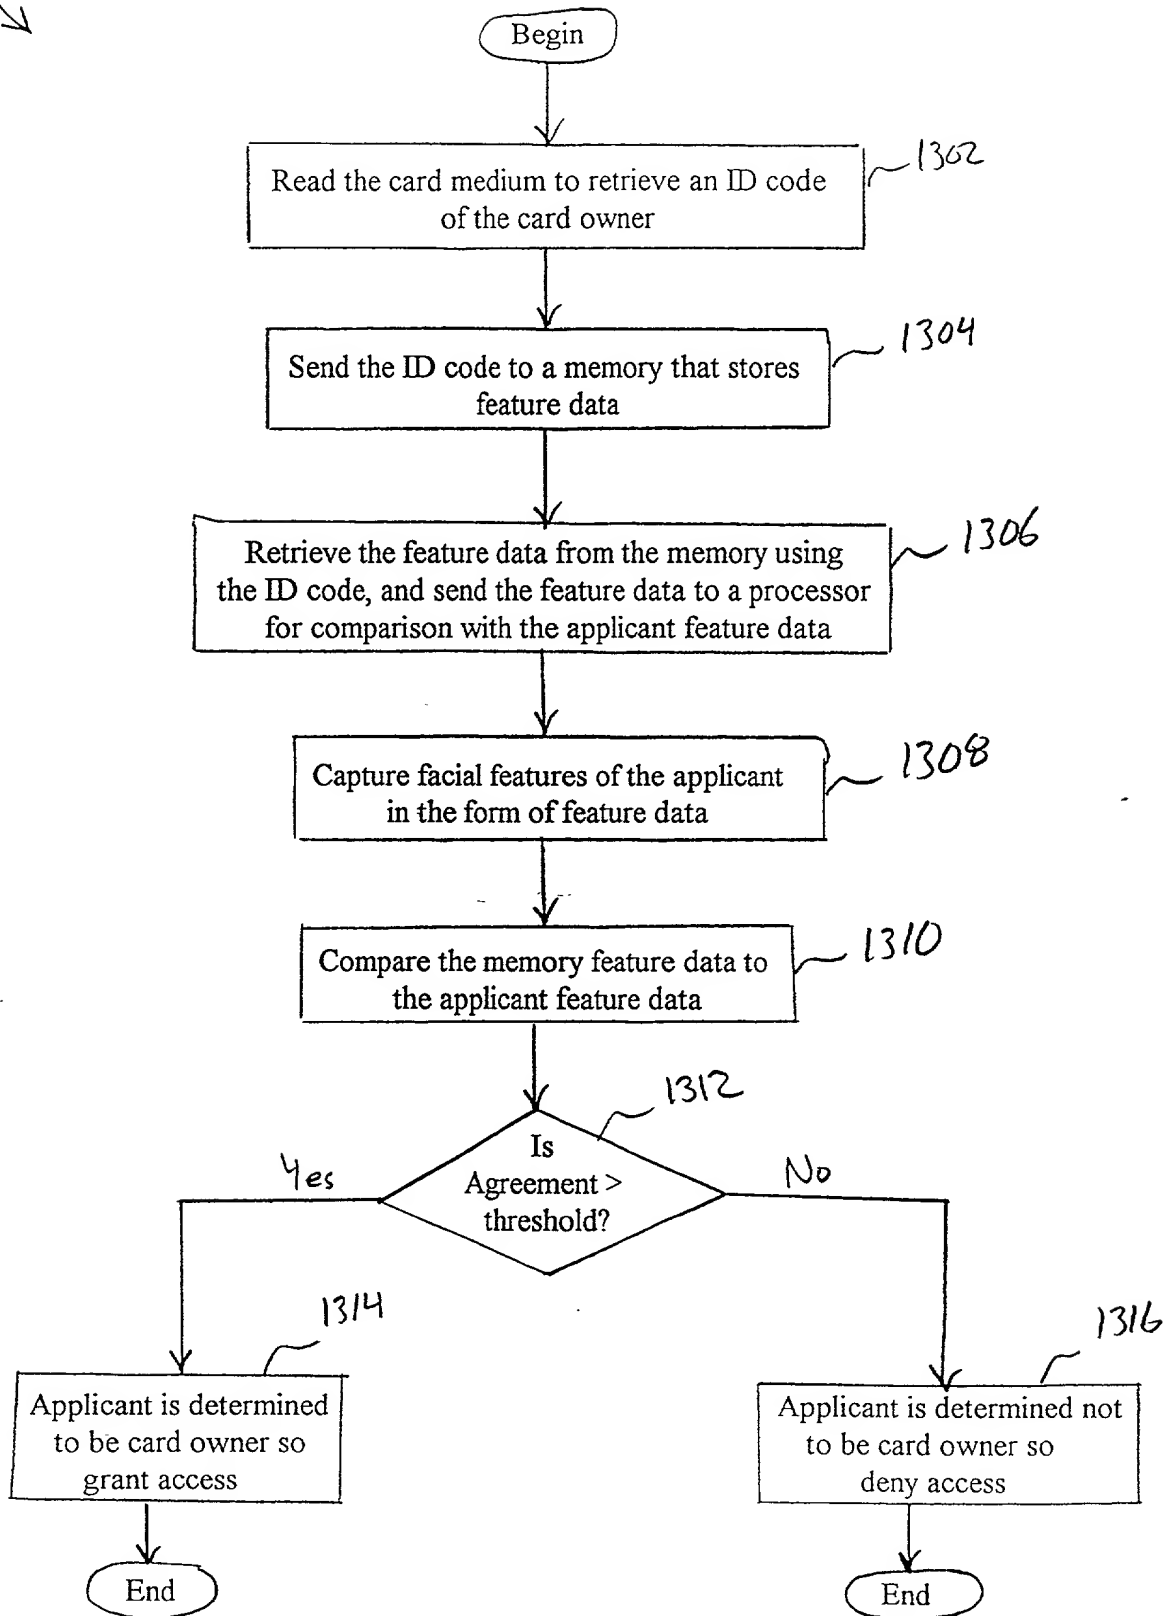 Begin
Read the card medium to retrieve an ID code
of the card owner
1302
Send the ID code to a memory that stores
feature data
1304
Retrieve the feature data from the memory using
the ID code, and send the feature data to a processor
for comparison with the applicant feature data
1306
Capture facial features of the applicant
in the form of feature data
1308
Compare the memory feature data to
the applicant feature data
1310
Is
Agreement >
threshold?
1312
Yes
No
1314
Applicant is determined
to be card owner so
grant access
1316
Applicant is determined not
to be card owner so
deny access
End
End